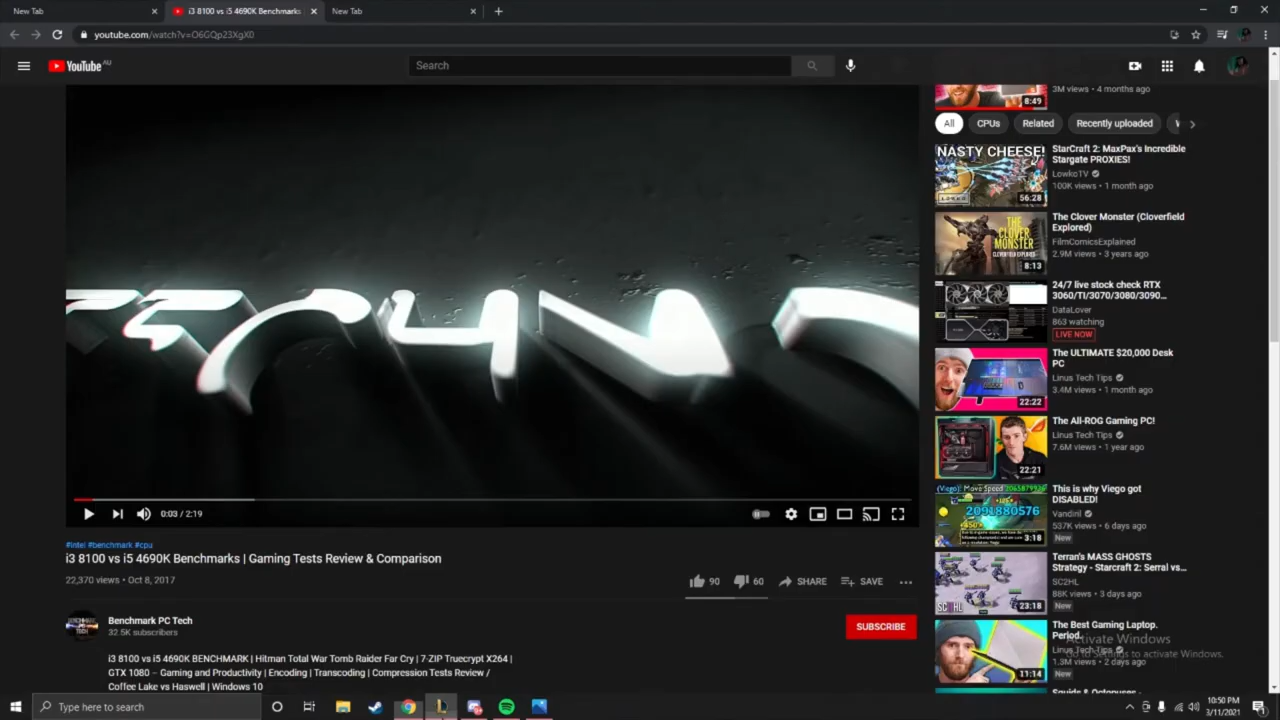 New Tab
i3 8100 vs i5 4690K Benchmarks
New Tab
youtube.com/watch?v=O6GQp23XgX0
YouTube AU
Search
8:49
3M views • 4 months ago
All
CPUs
Related
Recently uploaded
NASTY CHEESE!
56:28
StarCraft 2: MaxPax's Incredible
Stargate PROXIES!
LowkoTV
100K views • 1 month ago
THE
CLOVER
MONSTER
CLOVERFIELD EXPLORED
8:13
The Clover Monster (Cloverfield
Explored)
FilmComicsExplained
2.9M views • 3 years ago
24/7 live stock check RTX
3060/TI/3070/3080/3090...
DataLover
863 watching
LIVE NOW
22:22
The ULTIMATE $20,000 Desk
PC
Linus Tech Tips
3.4M views • 1 month ago
22:21
The All-ROG Gaming PC!
Linus Tech Tips
7.6M views • 1 year ago
(Viego): Move Speed 2065879936
+450
2091880576
3:18
This is why Viego got
DISABLED!
Vandiril
537K views • 6 days ago
New
SC2HL
23:18
Terran's MASS GHOSTS
Strategy - Starcraft 2: Serral vs...
SC2HL
88K views • 3 days ago
New
11:14
The Best Gaming Laptop.
Period.
Linus Tech Tips
1.3M views • 2 days ago
New
Squids & Octopuses -
Activate Windows
Go to Settings to activate Windows.
0:03 / 2:19
#intel #benchmark #cpu
i3 8100 vs i5 4690K Benchmarks | Gaming Tests Review & Comparison
22,370 views • Oct 8, 2017
90
60
SHARE
SAVE
Benchmark PC Tech
32.5K subscribers
SUBSCRIBE
i3 8100 vs i5 4690K BENCHMARK | Hitman Total War Tomb Raider Far Cry | 7 ZIP Truecrypt X264 |
GTX 1080 – Gaming and Productivity | Encoding | Transcoding | Comparison Tests Review /
Coffee Lake vs Haswell | Windows 10
Type here to search
10:50 PM
3/11/2021